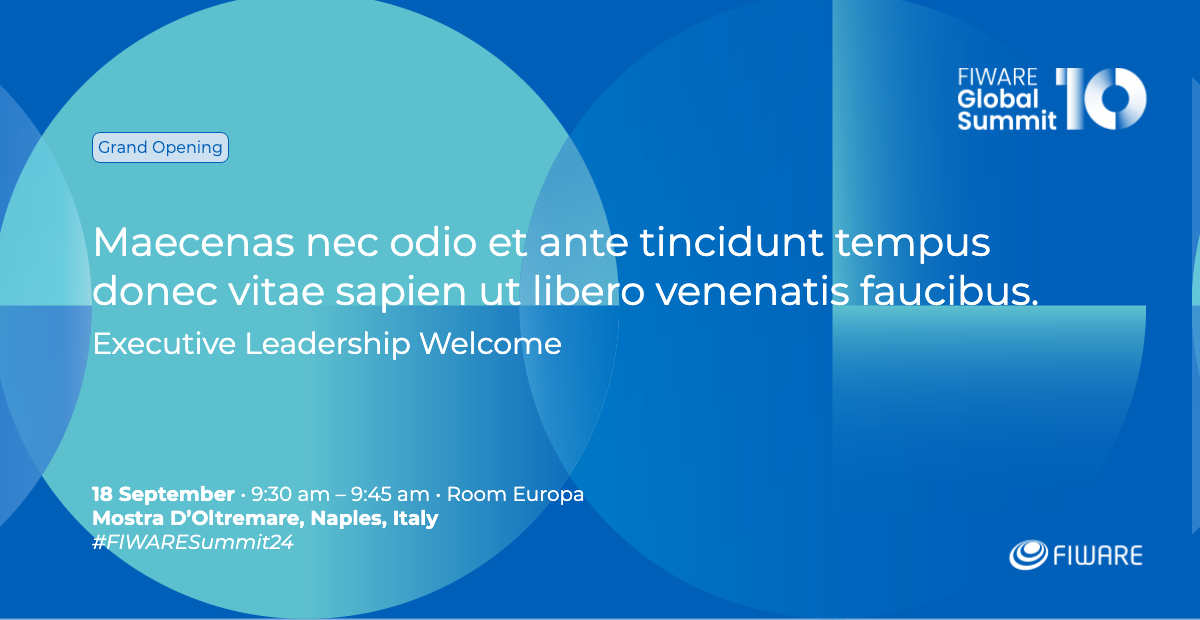 FIWARE
Global
Summit 10
Grand Opening
Maecenas nec odio et ante tincidunt tempus
donec vitae sapien ut libero venenatis faucibus.
Executive Leadership Welcome
18 September · 9:30 am – 9:45 am · Room Europa
Mostra D’Oltremare, Naples, Italy
#FIWARESummit24
FIWARE